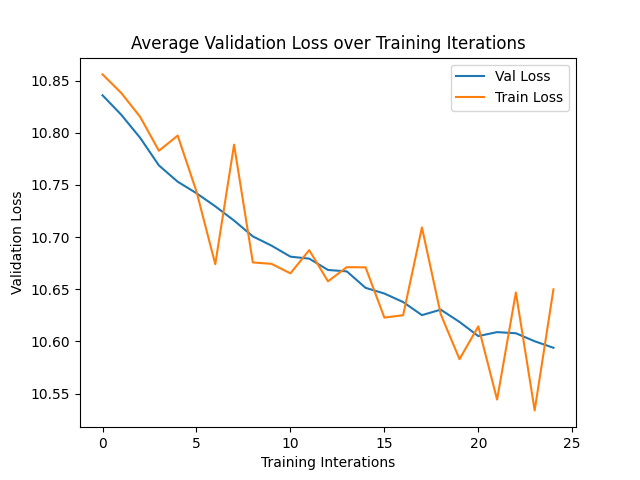 Average Validation Loss over Training Iterations
Val Loss
Train Loss
Validation Loss
10.85
10.80
10.75
10.70
10.65
10.60
10.55
0 5 10 15 20 25
Training Interations